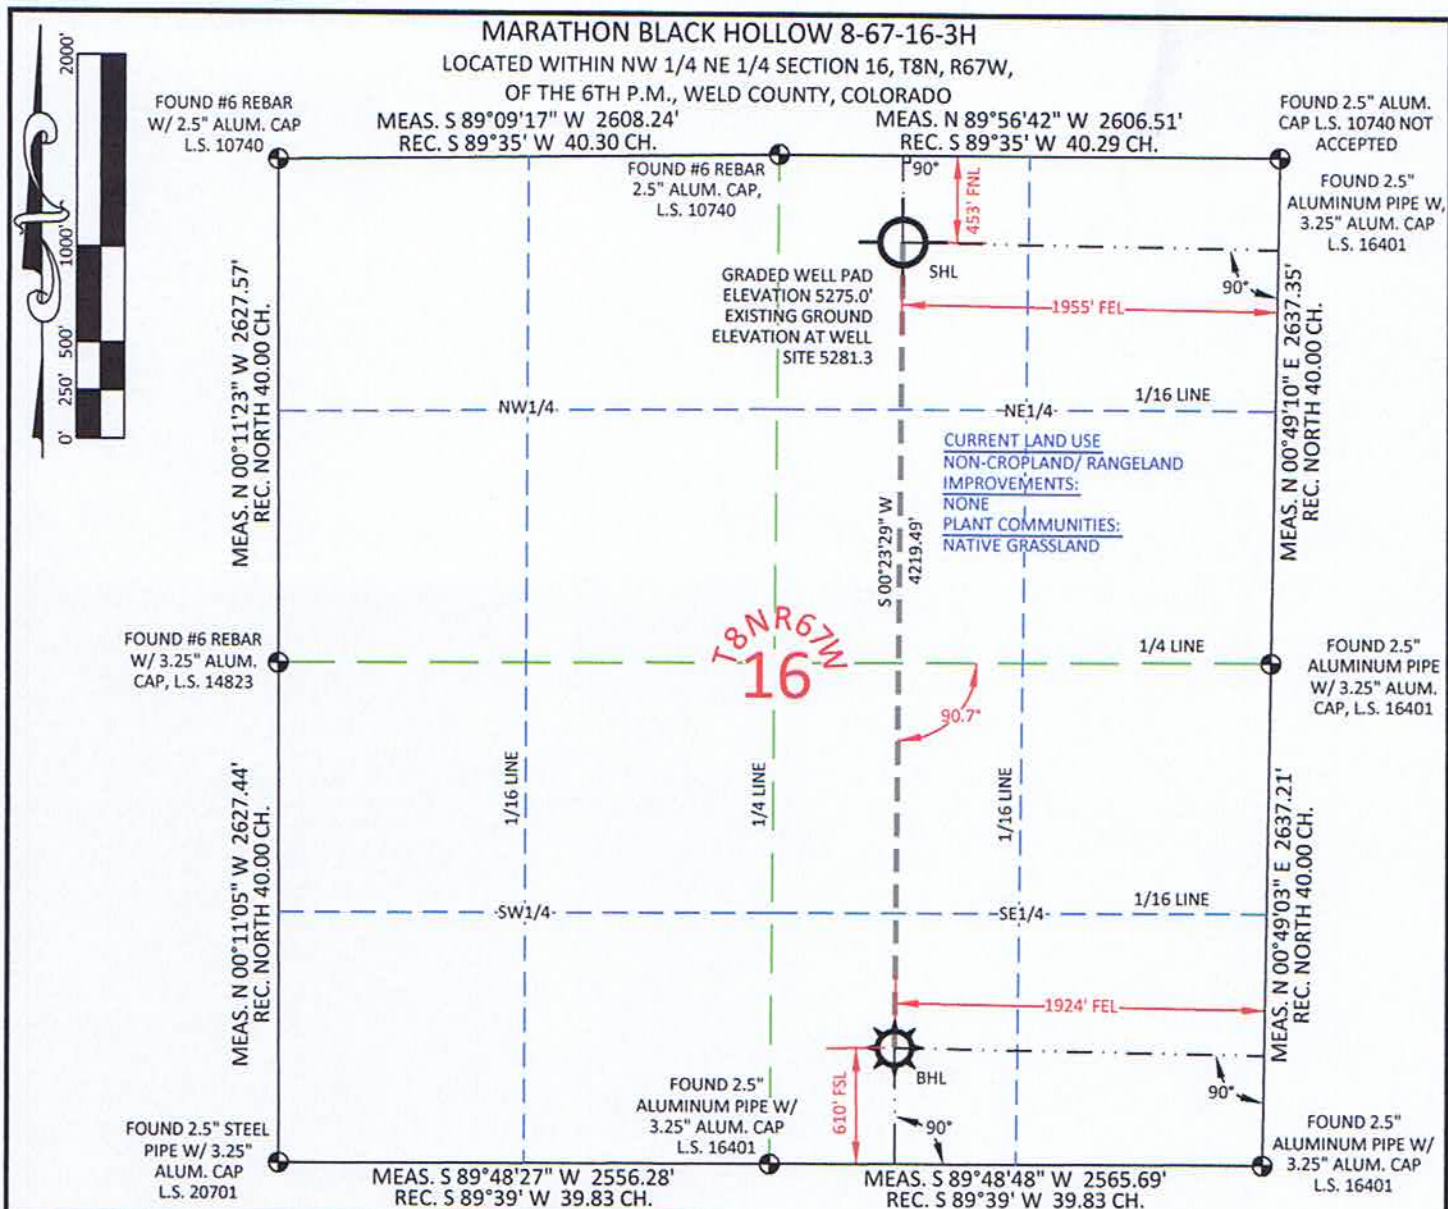 MARATHON BLACK HOLLOW 8-67-16-3H
LOCATED WITHIN NW 1/4 NE 1/4 SECTION 16, T8N, R67W,
OF THE 6TH P.M., WELD COUNTY, COLORADO
2000'
1000'
500'
250'
0'
FOUND #6 REBAR
W/ 2.5" ALUM. CAP
L.S. 10740
MEAS. S 89°09'17" W 2608.24'
REC. S 89°35' W 40.30 CH.
MEAS. N 89°56'42" W 2606.51'
REC. S 89°35' W 40.29 CH.
FOUND 2.5" ALUM.
CAP L.S. 10740 NOT
ACCEPTED
FOUND #6 REBAR
2.5" ALUM. CAP,
L.S. 10740
90°
453' FNL
FOUND 2.5"
ALUMINUM PIPE W,
3.25" ALUM. CAP
L.S. 16401
SHL
GRADED WELL PAD
ELEVATION 5275.0'
EXISTING GROUND
ELEVATION AT WELL
SITE 5281.3
90°
1955' FEL
MEAS. N 00°11'23" W 2627.57'
REC. NORTH 40.00 CH.
MEAS. N 00°49'10" E 2637.35'
REC. NORTH 40.00 CH.
NW1/4
NE1/4
1/16 LINE
CURRENT LAND USE
NON-CROPLAND/ RANGELAND
IMPROVEMENTS:
NONE
PLANT COMMUNITIES:
NATIVE GRASSLAND
S 00°23'29" W
4219.49'
T8NR67W
16
FOUND #6 REBAR
W/ 3.25" ALUM.
CAP, L.S. 14823
1/4 LINE
FOUND 2.5"
ALUMINUM PIPE
W/ 3.25" ALUM.
CAP, L.S. 16401
90.7°
1/16 LINE
1/4 LINE
1/16 LINE
MEAS. N 00°11'05" W 2627.44'
REC. NORTH 40.00 CH.
MEAS. N 00°49'03" E 2637.21'
REC. NORTH 40.00 CH.
SW1/4
SE1/4
1/16 LINE
1924' FEL
BHL
90°
610' FSL
90°
FOUND 2.5"
ALUMINUM PIPE W/
3.25" ALUM. CAP
L.S. 16401
FOUND 2.5" STEEL
PIPE W/ 3.25"
ALUM. CAP
L.S. 20701
FOUND 2.5"
ALUMINUM PIPE W/
3.25" ALUM. CAP
L.S. 16401
MEAS. S 89°48'27" W 2556.28'
REC. S 89°39' W 39.83 CH.
MEAS. S 89°48'48" W 2565.69'
REC. S 89°39' W 39.83 CH.